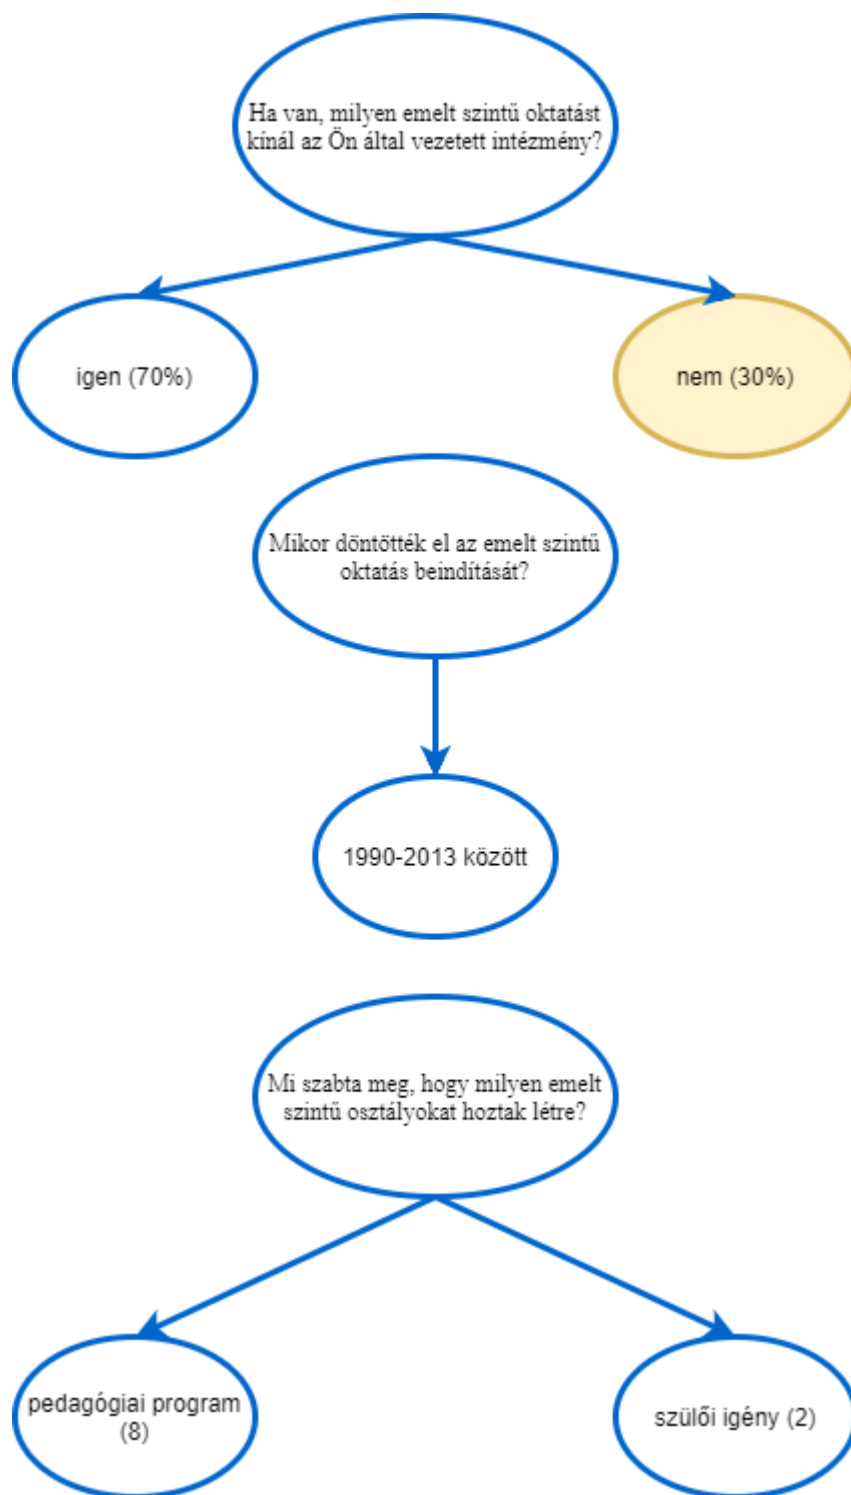 Ha van, milyen emelt szintű oktatást
kínál az Ön által vezetett intézmény?
igen (70%)
nem (30%)
Mikor döntötték el az emelt szintű
oktatás beindítását?
1990-2013 között
Mi szabta meg, hogy milyen emelt
szintű osztályokat hoztak létre?
pedagógiai program
(8)
szülői igény (2)